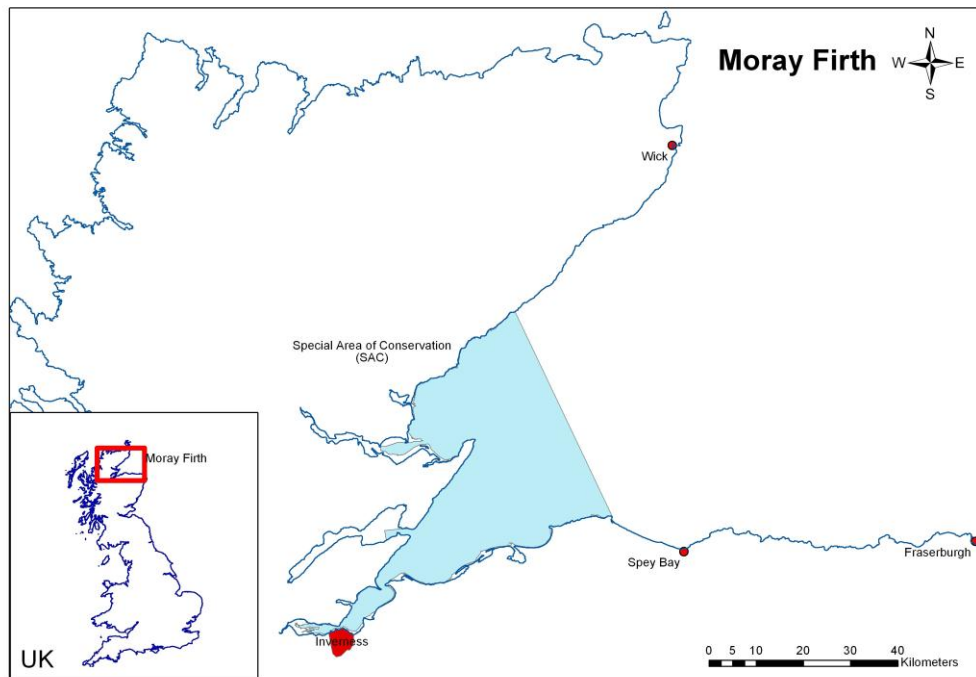 Moray Firth
N
W E
S
Wick
Special Area of Conservation
(SAC)
Moray Firth
Spey Bay
Fraserburgh
Inverness
UK
0 5 10 20 30 40
Kilometers